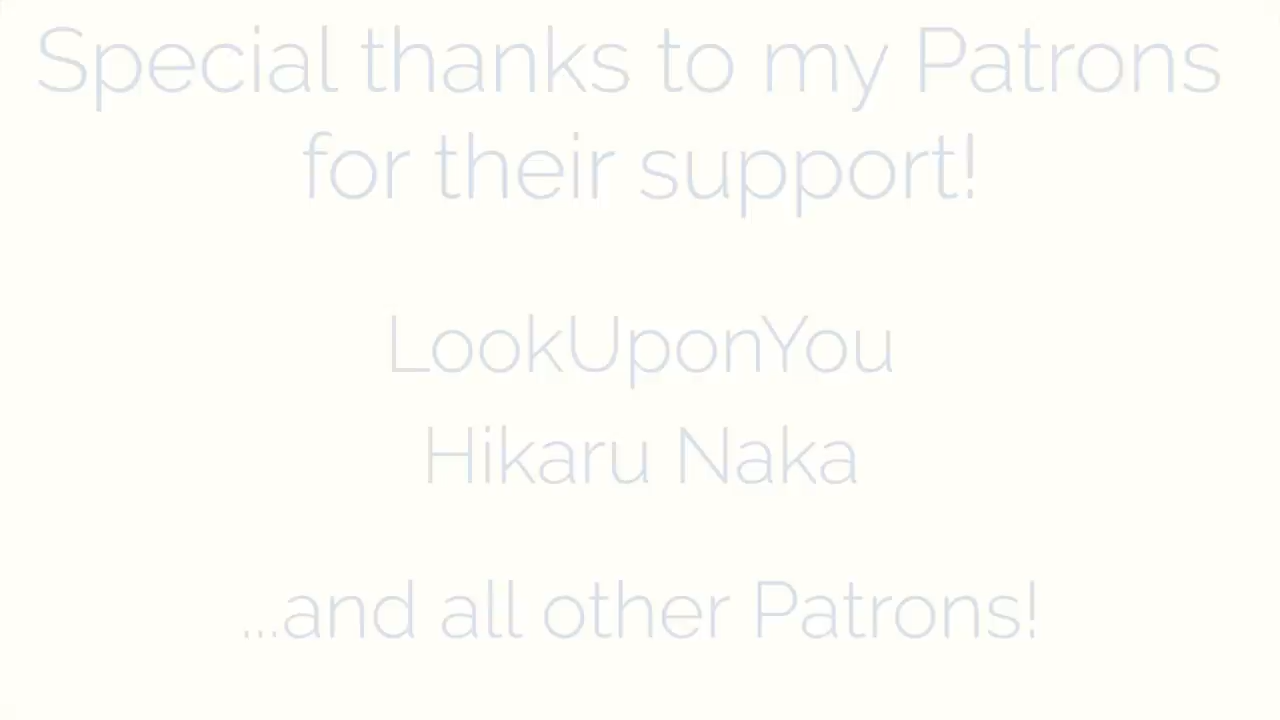 Special thanks to my Patrons
for their support!
LookUponYou
Hikaru Naka
...and all other Patrons!